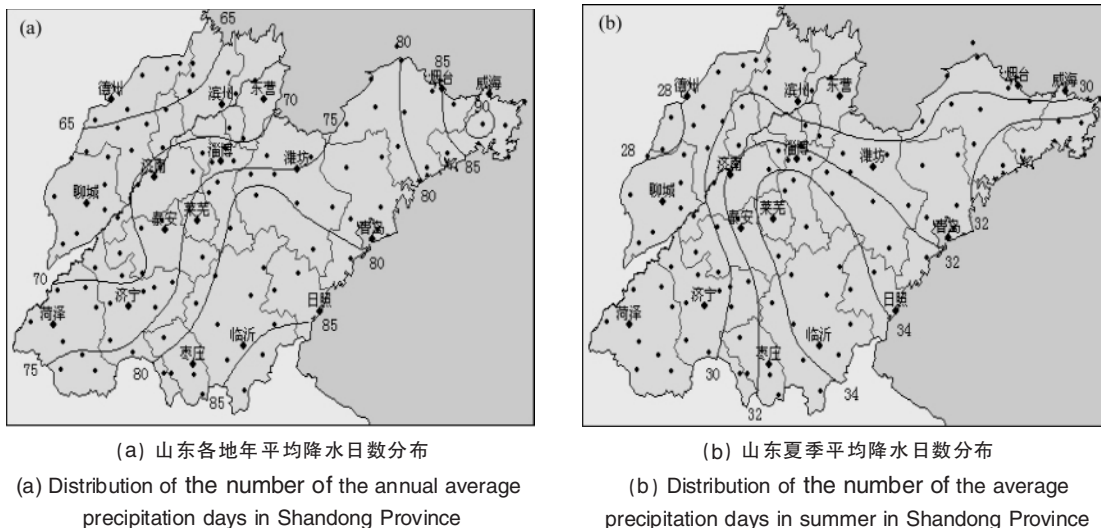 (a)
65
80
85
烟台
威海
德州
滨州
东营
90
70
65
75
85
济南
淄博
潍坊
80
聊城
泰安
莱芜
青岛
80
70
济宁
日照
菏泽
临沂
85
枣庄
75
80
85
(b)
烟台
威海
28
德州
30
滨州
东营
28
济南
淄博
潍坊
聊城
泰安
莱芜
青岛
32
32
济宁
日照
菏泽
34
临沂
枣庄
30
32
34
(a) 山东各地年平均降水日数分布
(a) Distribution of the number of the annual average
precipitation days in Shandong Province
(b) 山东夏季平均降水日数分布
(b) Distribution of the number of the average
precipitation days in summer in Shandong Province